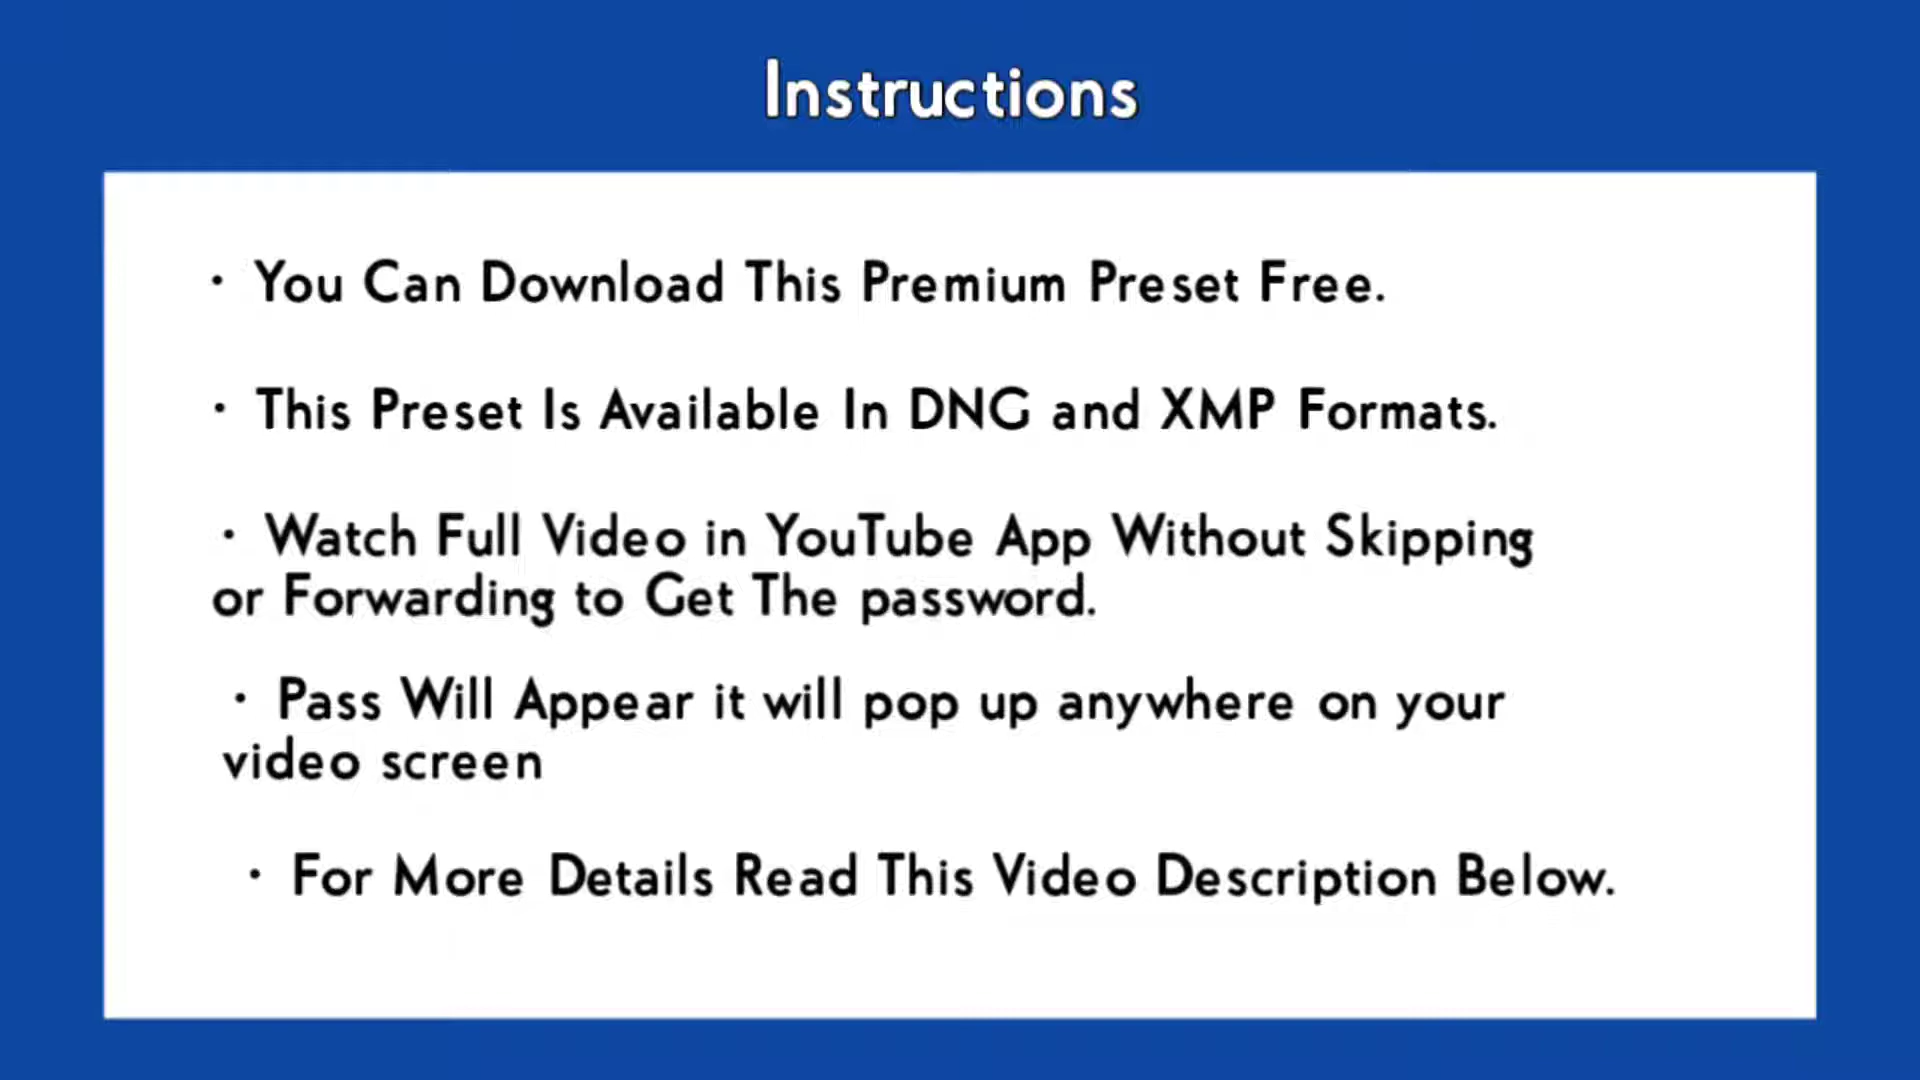 Instructions
· You Can Download This Premium Preset Free.
· This Preset Is Available In DNG and XMP Formats.
· Watch Full Video in YouTube App Without Skipping
or Forwarding to Get The password.
· Pass Will Appear it will pop up anywhere on your
video screen
· For More Details Read This Video Description Below.